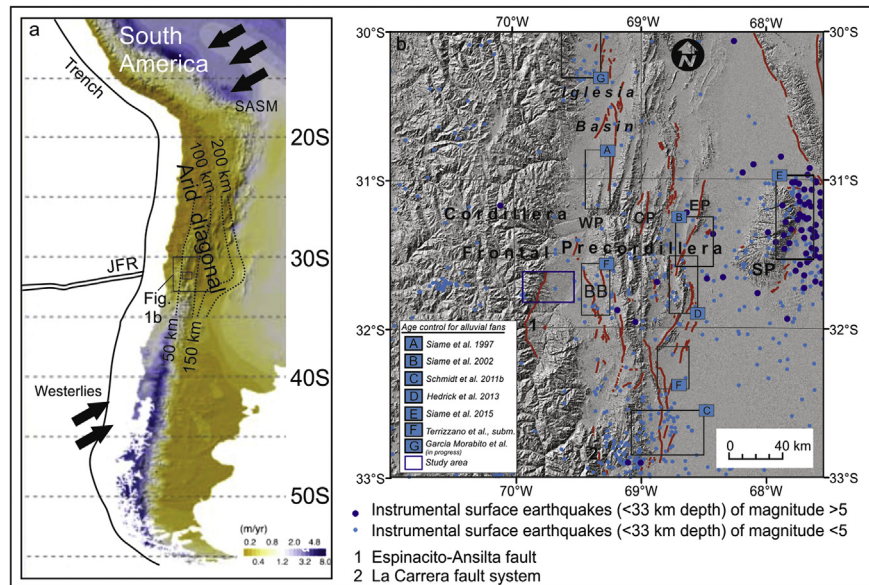 a
South
America
SASM
Trench
20S
100 km
200 km
Arid diagonal
30S
JFR
Fig.
1b
50 km
150 km
40S
Westerlies
50S
(m/yr)
0.2 0.8 1.6 2.8 4.8
0.4 1.2 2.0 3.2 8.0
70°W 69°W 68°W
30°S
30°S
b
N
G
Iglesia
Basin
A
31°S
31°S
E
Cordillera
WP
CP
B
EP
Frontal
Precordillera
SP
F
BB
D
1
32°S
32°S
F
C
2
33°S
33°S
Age control for alluvial fans
A Siame et al. 1997
B Siame et al. 2002
C Schmidt et al. 2011b
D Hedrick et al. 2013
E Siame et al. 2015
F Terrizzano et al., subm.
G García Morabito et al.
(in progress)
Study area
0 40 km
70°W 69°W 68°W
Instrumental surface earthquakes (<33 km depth) of magnitude >5
Instrumental surface earthquakes (<33 km depth) of magnitude <5
1 Espinacito-Ansilta fault
2 La Carrera fault system